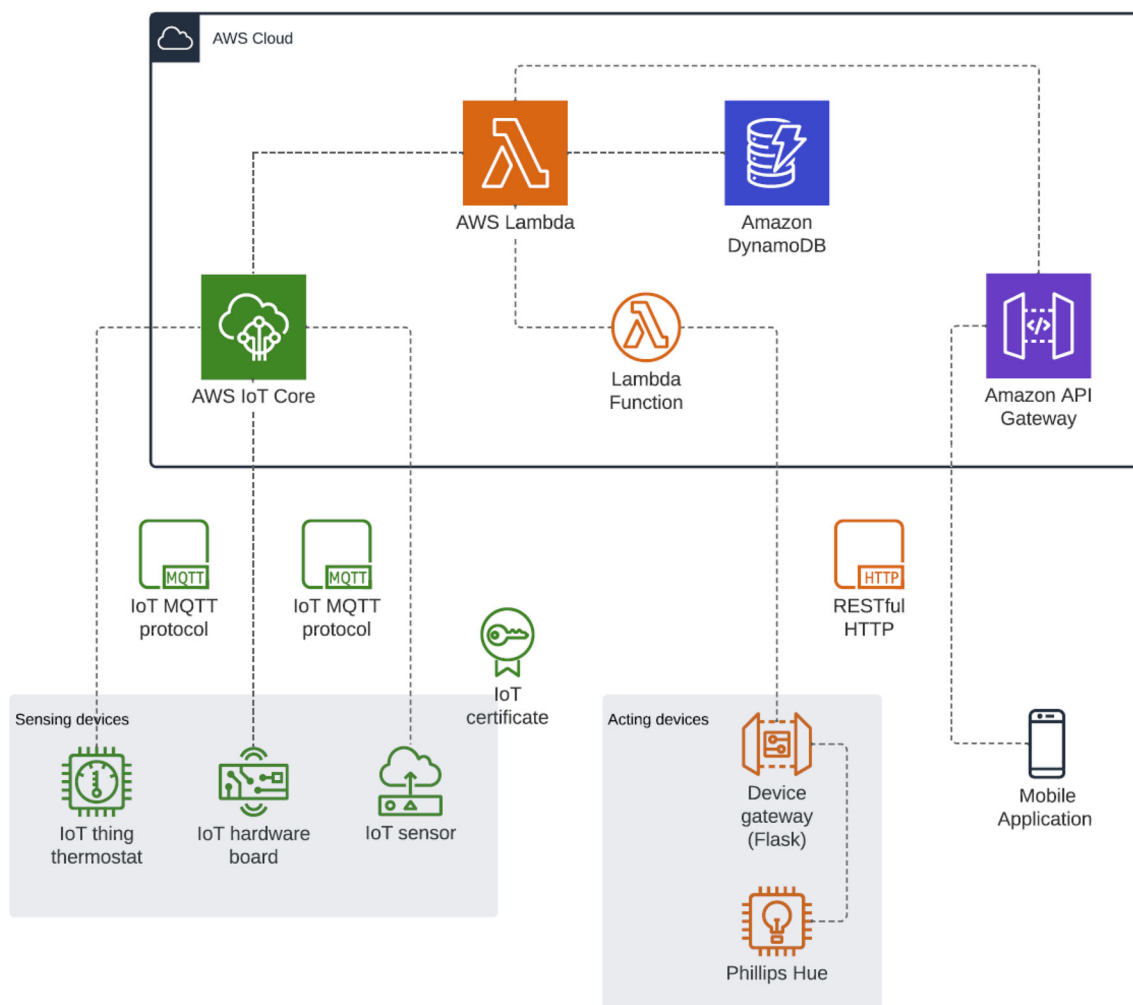 AWS Cloud
AWS Lambda
Amazon
DynamoDB
AWS IoT Core
Lambda
Function
</>
Amazon API
Gateway
MQTT
IoT MQTT
protocol
MQTT
IoT MQTT
protocol
HTTP
RESTful
HTTP
IoT
certificate
Sensing devices
IoT thing
thermostat
IoT hardware
board
IoT sensor
Acting devices
Device
gateway
(Flask)
Mobile
Application
Phillips Hue